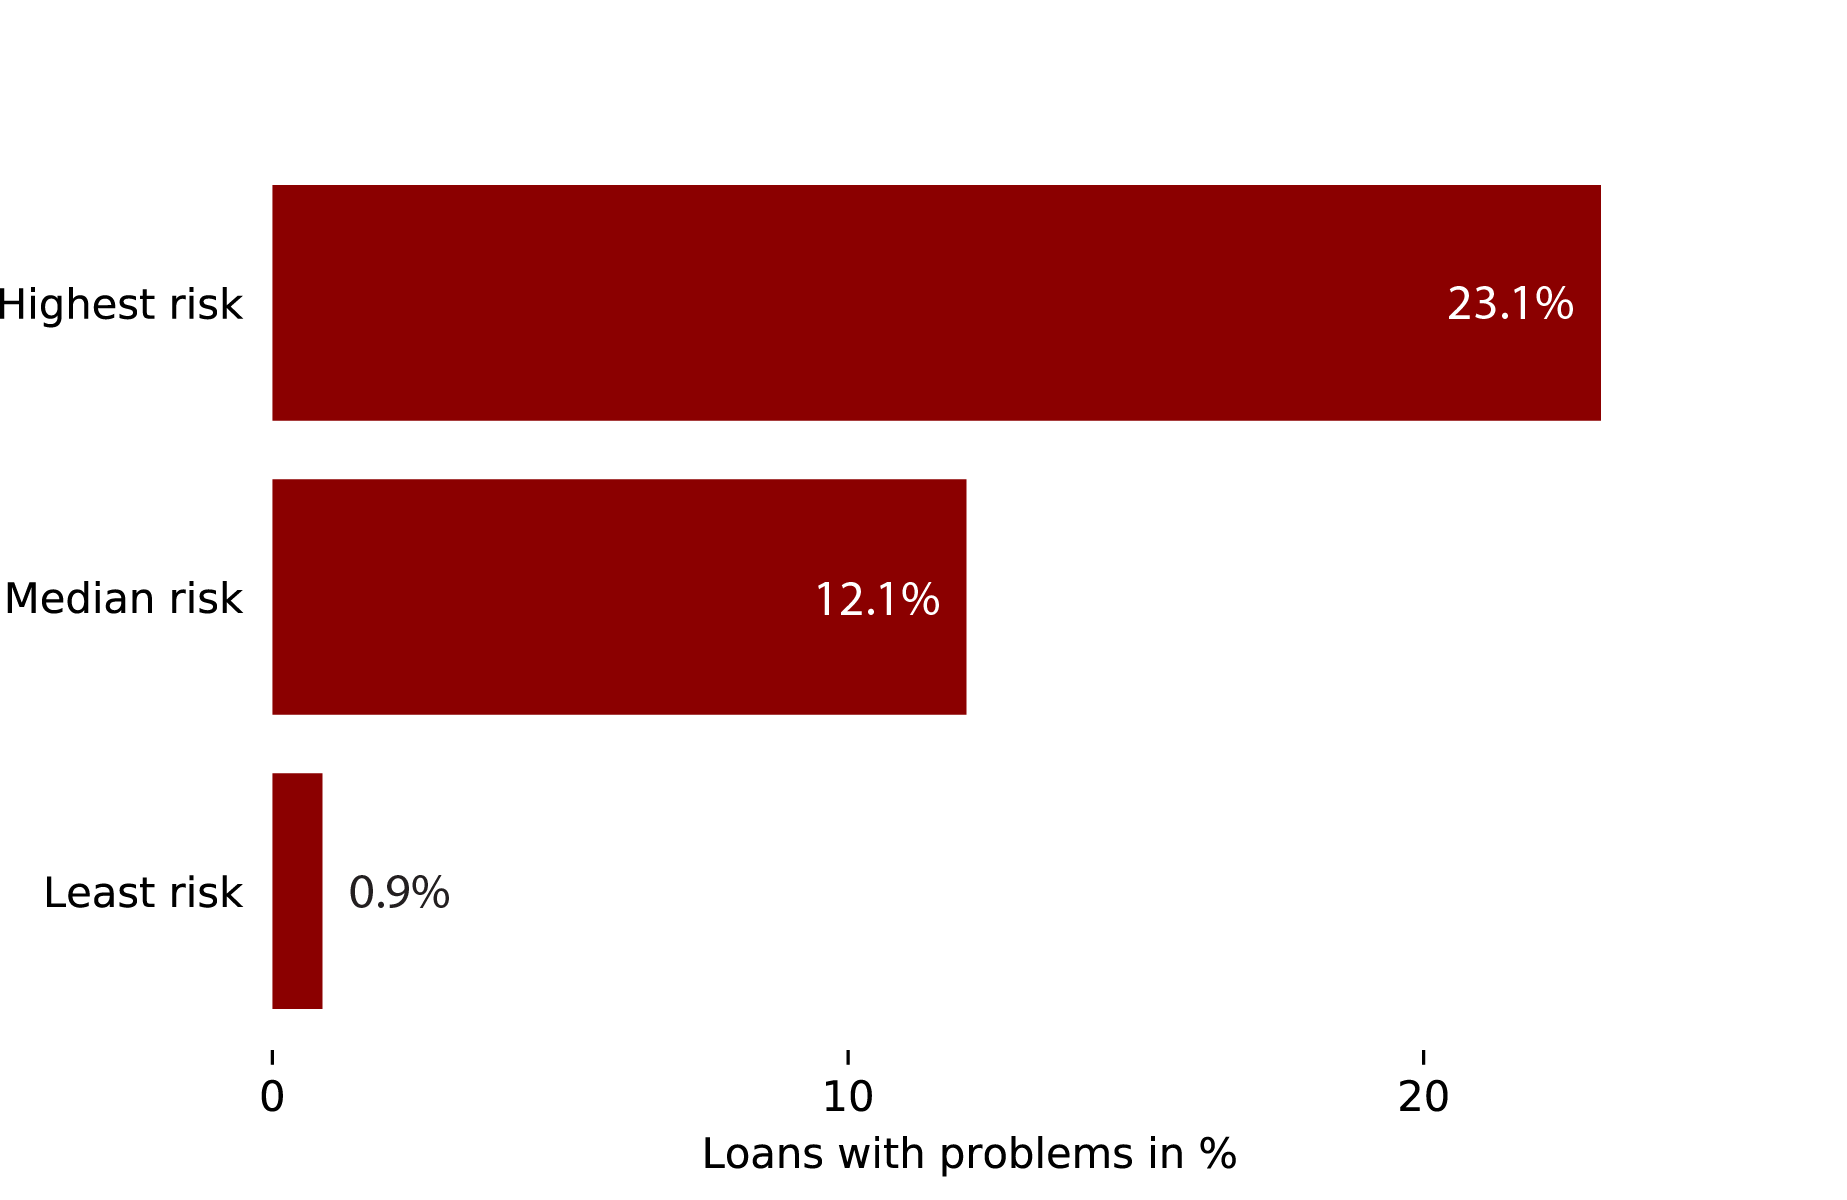 Highest risk
23.1%
Median risk
12.1%
Least risk
0.9%
0 10 20
Loans with problems in %